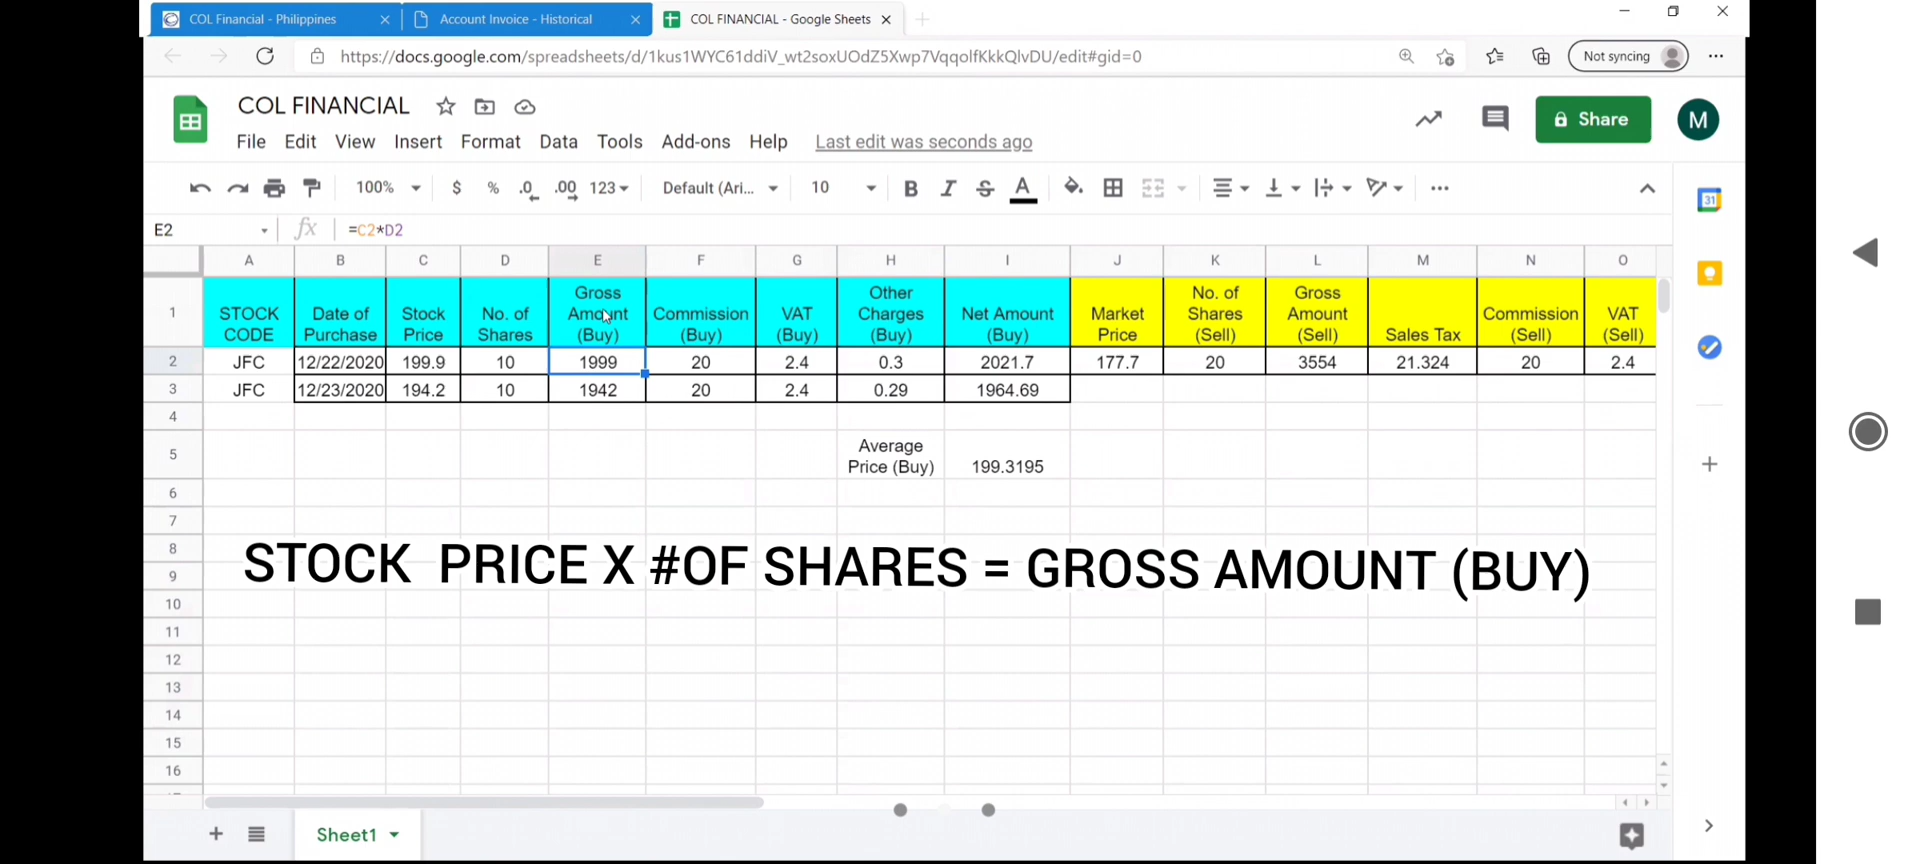 COL Financial - Philippines
Account Invoice - Historical
COL FINANCIAL - Google Sheets
https://docs.google.com/spreadsheets/d/1kus1WYC61ddiV_wt2soxUOdZ5Xwp7VqqolfKkkQlvDU/edit#gid=0
Not syncing
COL FINANCIAL
Share
M
File Edit View Insert Format Data Tools Add-ons Help Last edit was seconds ago
100% $ % .0 .00 123 Default (Ari... 10 B I S A
31
E2 fx =C2*D2
A B C D E F G H I J K L M N O
1 STOCK CODE Date of Purchase Stock Price No. of Shares Gross Amount (Buy) Commission (Buy) VAT (Buy) Other Charges (Buy) Net Amount (Buy) Market Price No. of Shares (Sell) Gross Amount (Sell) Sales Tax Commission (Sell) VAT (Sell)
2 JFC 12/22/2020 199.9 10 1999 20 2.4 0.3 2021.7 177.7 20 3554 21.324 20 2.4
3 JFC 12/23/2020 194.2 10 1942 20 2.4 0.29 1964.69
4
5 Average Price (Buy) 199.3195
6
7
8
9
STOCK PRICE X #OF SHARES = GROSS AMOUNT (BUY)
10
11
12
13
14
15
16
Sheet1